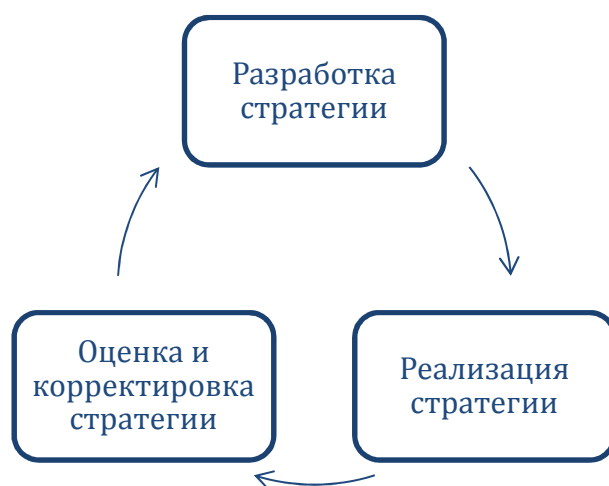 Разработка
стратегии
Оценка и
корректировка
стратегии
Реализация
стратегии